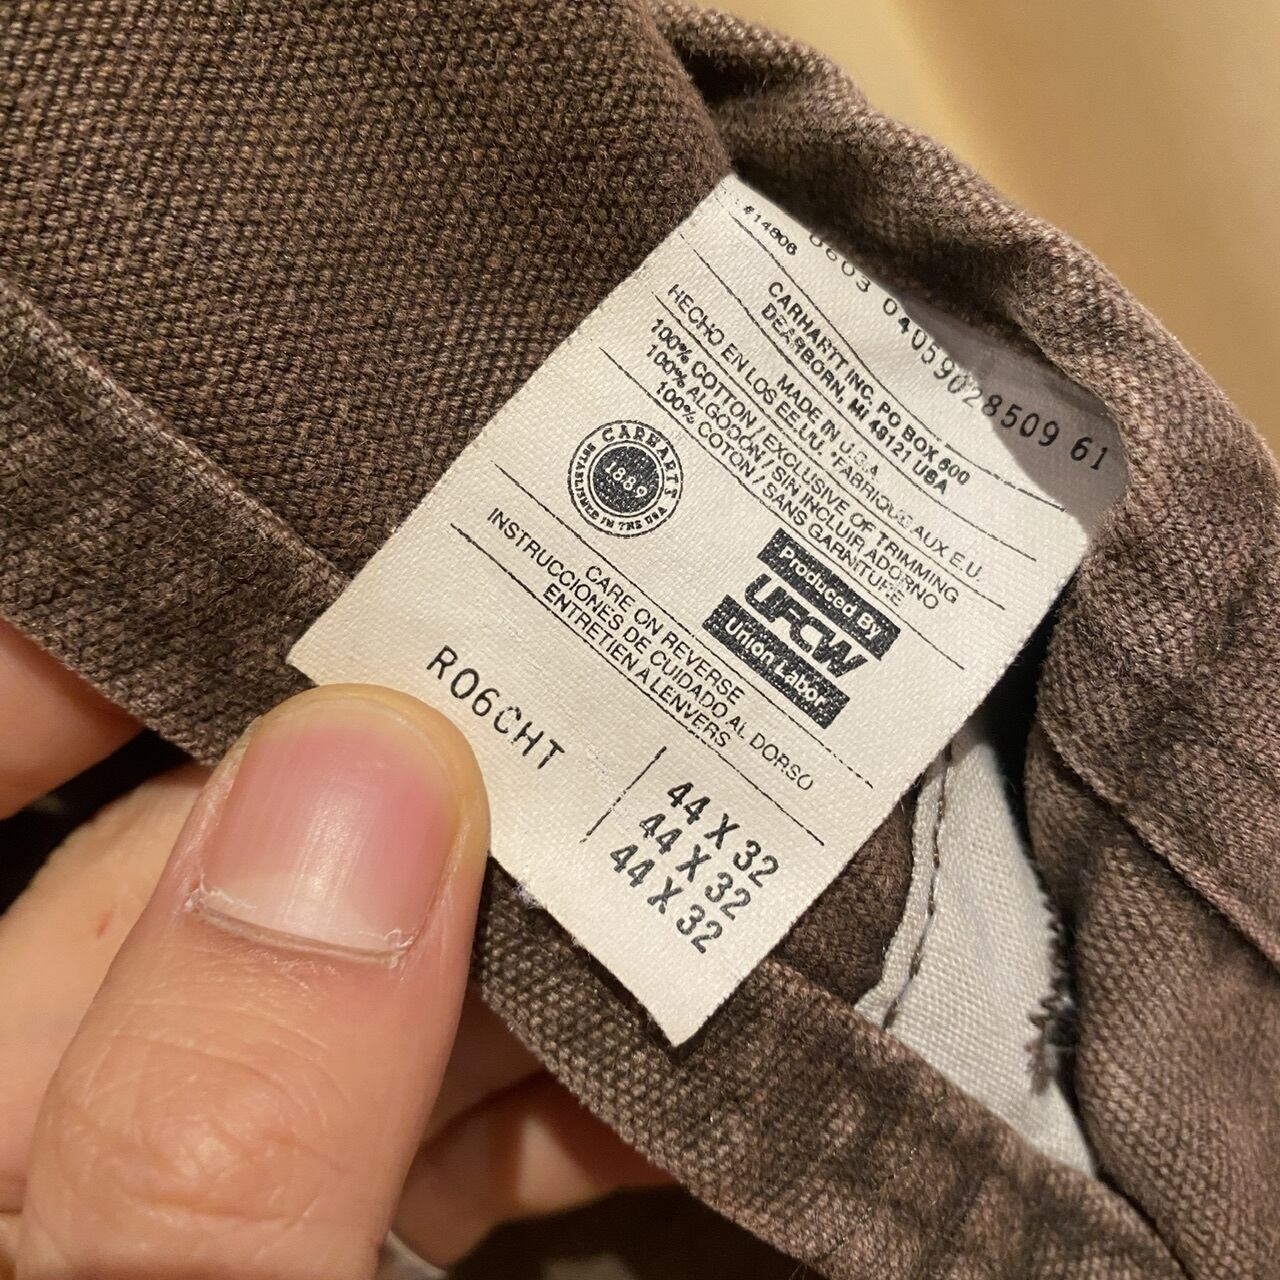 #14806 0603 04059028509 61
CARHARTT INC, PO BOX 600
DEARBORN, MI 48121 USA
MADE IN U.S.A
HECHO EN LOS EE.UU. *FABRIQUE AUX E.U.
100% COTTON / EXCLUSIVE OF TRIMMING
100% ALGODON / SIN INCLUIR ADORNO
100% COTON / SANS GARNITURE
CARHARTT
1889
ESTABLISHED IN THE USA
Produced By
UFCW
Union Labor
CARE ON REVERSE
INSTRUCCIONES DE CUIDADO AL DORSO
ENTRETIEN A LENVERS
R06CHT
44 X 32
44 X 32
44 X 32